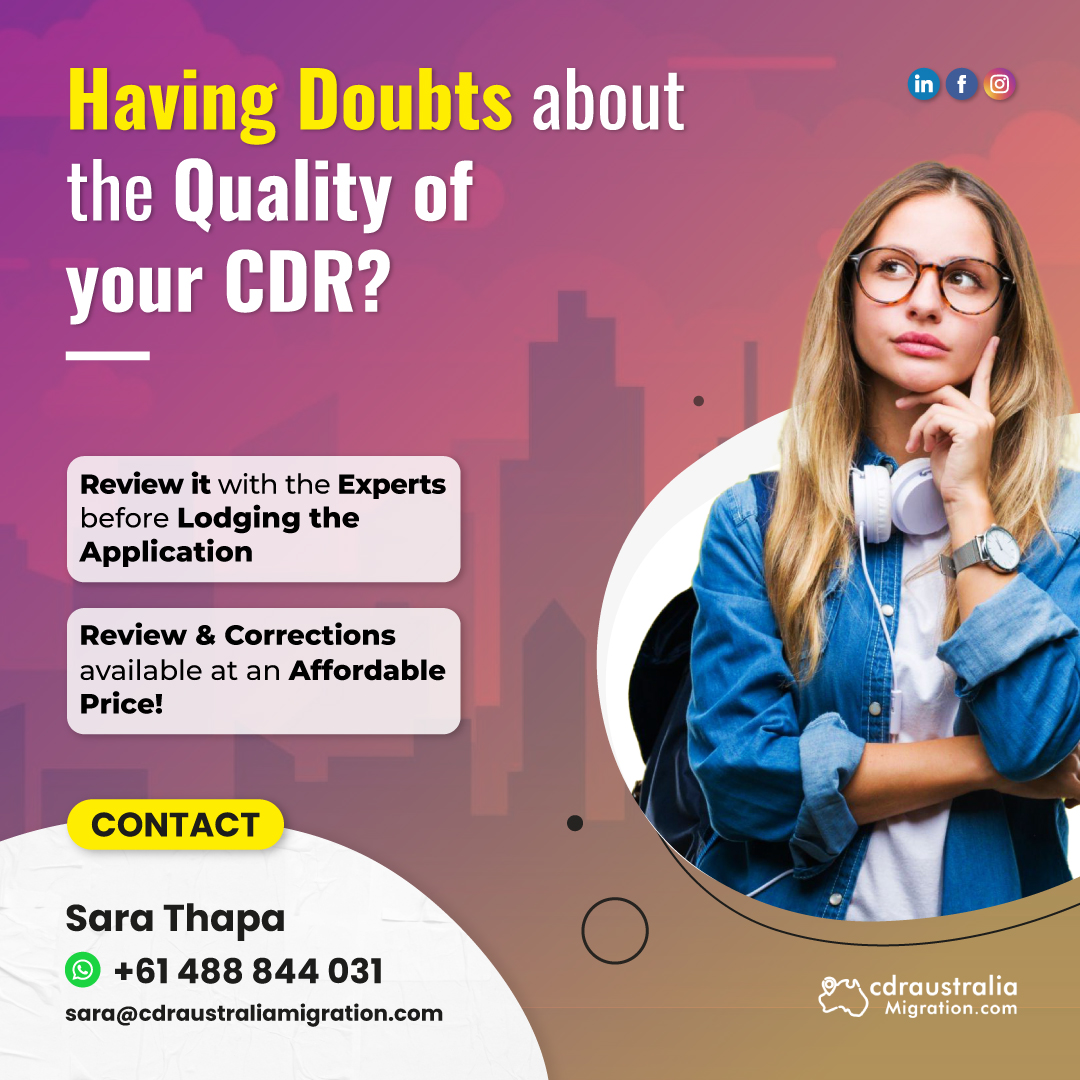 Having Doubts about
the Quality of
your CDR?
Review it with the Experts
before Lodging the
Application
Review & Corrections
available at an Affordable
Price!
CONTACT
Sara Thapa
+61 488 844 031
sara@cdraustraliamigration.com
cdraustralia
Migration.com